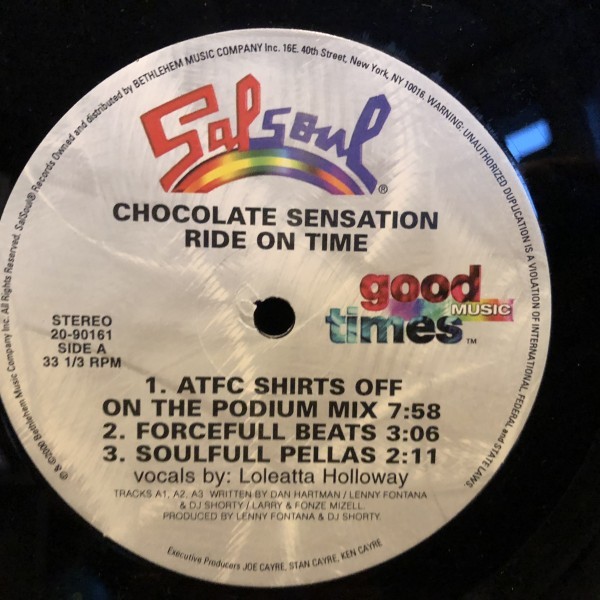 SalSoul® Records Owned and distributed by BETHLEHEM MUSIC COMPANY Inc. 16E. 40th Street, New York, NY 10016. WARNING: UNAUTHORIZED DUPLICATION IS A VIOLATION OF INTERNATIONAL, FEDERAL and STATE LAWS.
Salsoul®
CHOCOLATE SENSATION
RIDE ON TIME
good
MUSIC
times™
STEREO
20-90161
SIDE A
33 1/3 RPM
1. ATFC SHIRTS OFF
ON THE PODIUM MIX 7:58
2. FORCEFULL BEATS 3:06
3. SOULFULL PELLAS 2:11
vocals by: Loleatta Holloway
TRACKS A1, A2, A3 WRITTEN BY DAN HARTMAN / LENNY FONTANA
& DJ SHORTY / LARRY & FONZE MIZELL.
PRODUCED BY LENNY FONTANA & DJ SHORTY.
Executive Producers JOE CAYRE, STAN CAYRE, KEN CAYRE
℗ & ©2000 Bethlehem Music Company Inc. All Rights Reserved.